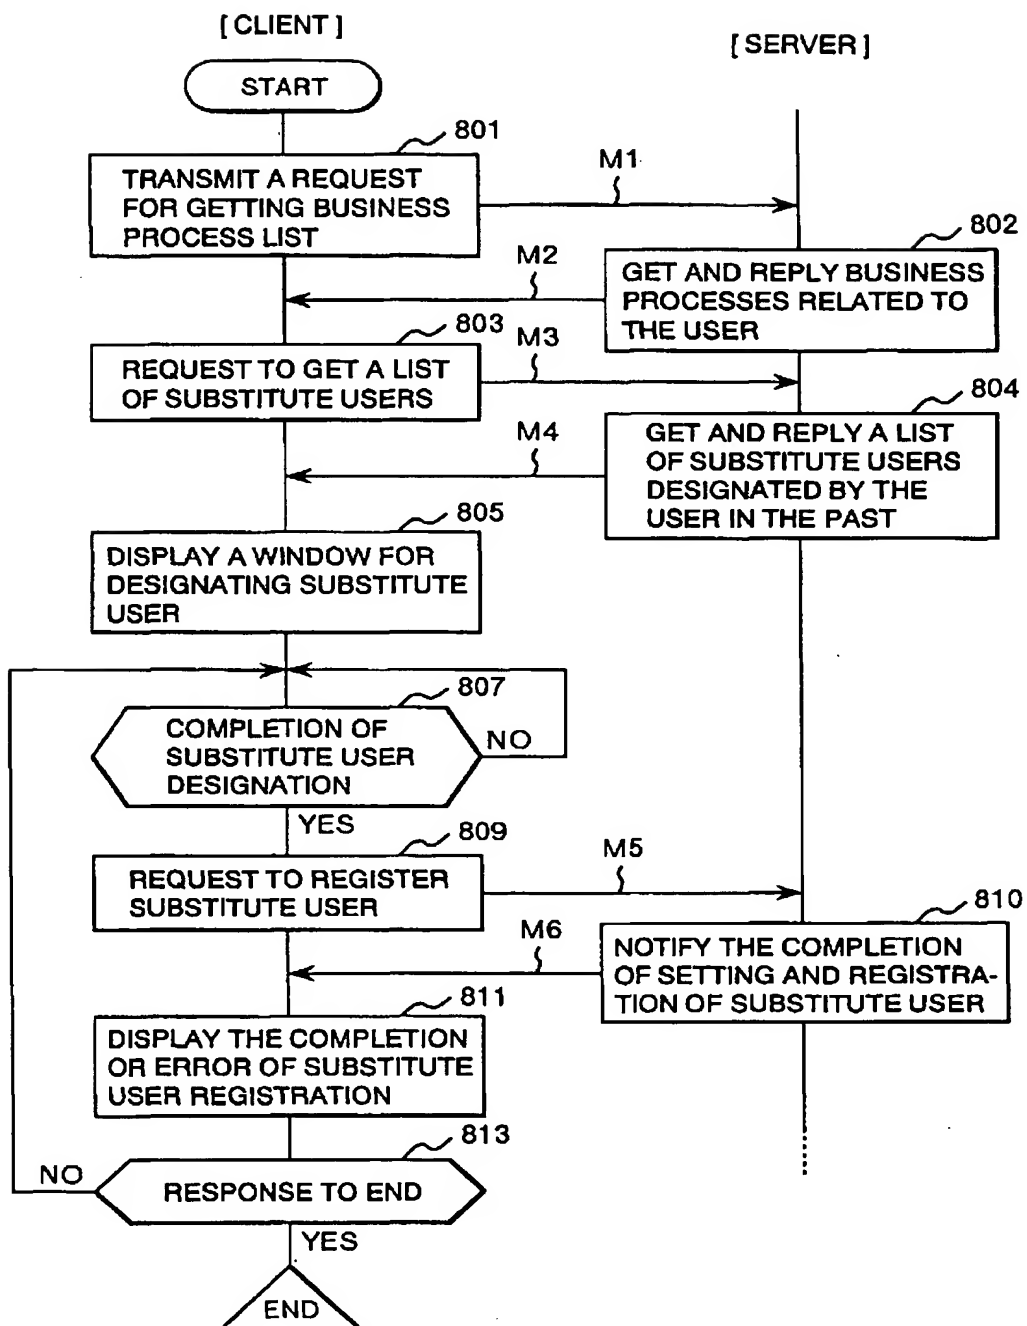 [ CLIENT ]
[ SERVER ]
START
801
TRANSMIT A REQUEST
FOR GETTING BUSINESS
PROCESS LIST
M1
802
GET AND REPLY BUSINESS
PROCESSES RELATED TO
THE USER
M2
803
REQUEST TO GET A LIST
OF SUBSTITUTE USERS
M3
804
GET AND REPLY A LIST
OF SUBSTITUTE USERS
DESIGNATED BY THE
USER IN THE PAST
M4
805
DISPLAY A WINDOW FOR
DESIGNATING SUBSTITUTE
USER
807
COMPLETION OF
SUBSTITUTE USER
DESIGNATION
NO
YES
809
REQUEST TO REGISTER
SUBSTITUTE USER
M5
810
NOTIFY THE COMPLETION
OF SETTING AND REGISTRA-
TION OF SUBSTITUTE USER
M6
811
DISPLAY THE COMPLETION
OR ERROR OF SUBSTITUTE
USER REGISTRATION
813
RESPONSE TO END
NO
YES
END